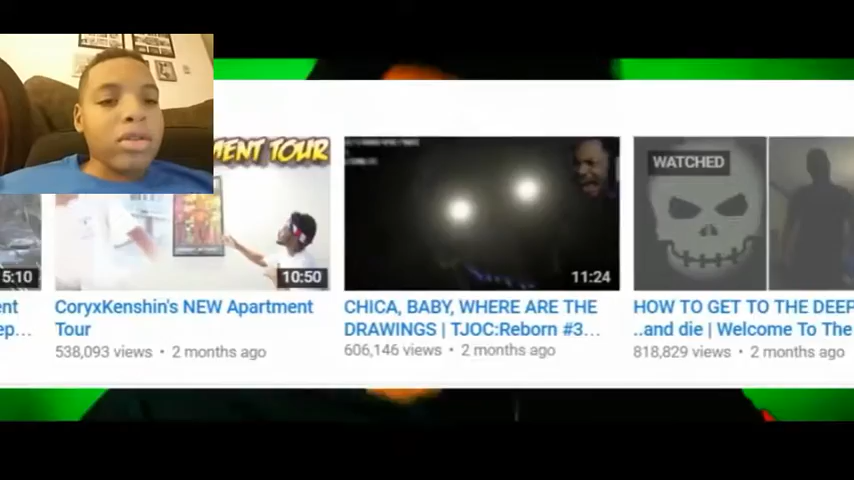 MENT TOUR
WATCHED
5:10
10:50
11:24
ent
ep...
CoryxKenshin's NEW Apartment
Tour
538,093 views • 2 months ago
CHICA, BABY, WHERE ARE THE
DRAWINGS | TJOC:Reborn #3...
606,146 views • 2 months ago
HOW TO GET TO THE DEEP
..and die | Welcome To The
818,829 views • 2 months ago